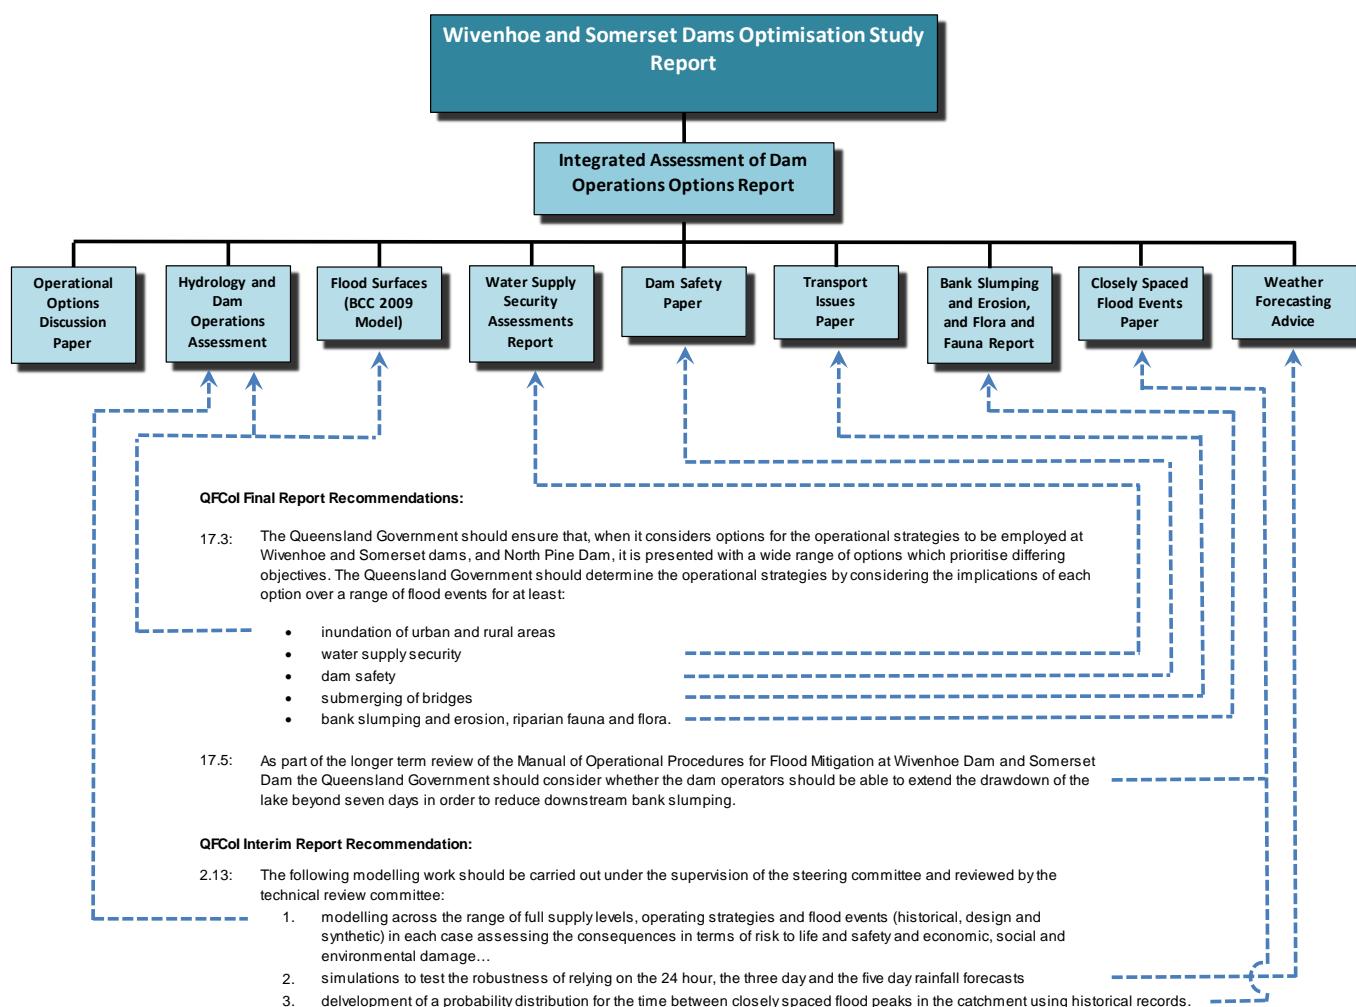 Wivenhoe and Somerset Dams Optimisation Study
Report
Integrated Assessment of Dam
Operations Options Report
Operational
Options
Discussion
Paper
Hydrology and
Dam
Operations
Assessment
Flood Surfaces
(BCC 2009
Model)
Water Supply
Security
Assessments
Report
Dam Safety
Paper
Transport
Issues
Paper
Bank Slumping
and Erosion,
and Flora and
Fauna Report
Closely Spaced
Flood Events
Paper
Weather
Forecasting
Advice
QFCoI Final Report Recommendations:
17.3: The Queensland Government should ensure that, when it considers options for the operational strategies to be employed at
Wivenhoe and Somerset dams, and North Pine Dam, it is presented with a wide range of options which prioritise differing
objectives. The Queensland Government should determine the operational strategies by considering the implications of each
option over a range of flood events for at least:
• inundation of urban and rural areas
• water supply security
• dam safety
• submerging of bridges
• bank slumping and erosion, riparian fauna and flora.
17.5: As part of the longer term review of the Manual of Operational Procedures for Flood Mitigation at Wivenhoe Dam and Somerset
Dam the Queensland Government should consider whether the dam operators should be able to extend the drawdown of the
lake beyond seven days in order to reduce downstream bank slumping.
QFCoI Interim Report Recommendation:
2.13: The following modelling work should be carried out under the supervision of the steering committee and reviewed by the
technical review committee:
1. modelling across the range of full supply levels, operating strategies and flood events (historical, design and
synthetic) in each case assessing the consequences in terms of risk to life and safety and economic, social and
environmental damage…
2. simulations to test the robustness of relying on the 24 hour, the three day and the five day rainfall forecasts
3. delvelopment of a probability distribution for the time between closely spaced flood peaks in the catchment using historical records.